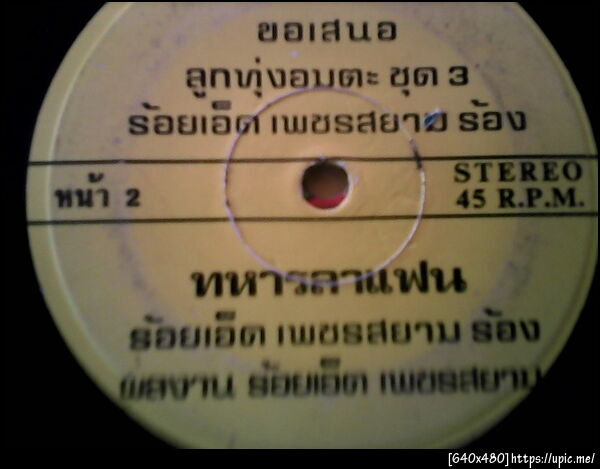 ขอเสนอ
ลูกทุ่งอมตะ ชุด 3
ร้อยเอ็ด เพชรสยาม ร้อง
หน้า 2
STEREO
45 R.P.M.
ทหารลาแฟน
ร้อยเอ็ด เพชรสยาม ร้อง
ผลงาน ร้อยเอ็ด เพชรสยาม
[640x480]https://upic.me/